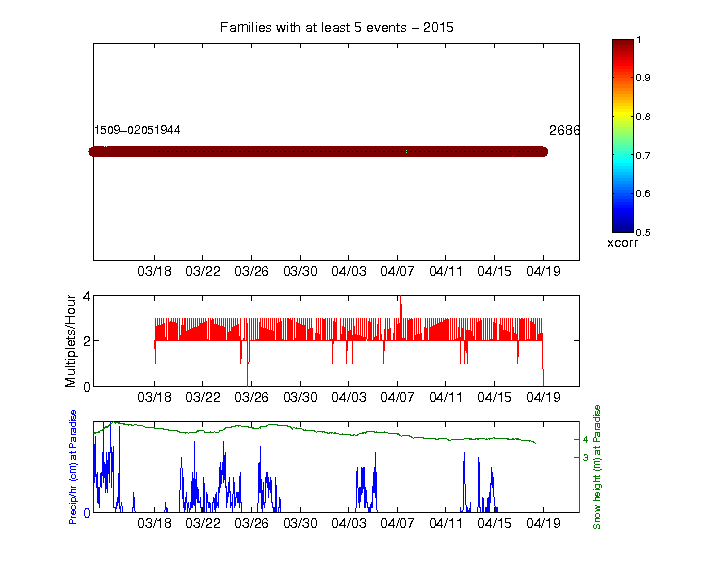 Families with at least 5 events – 2015
1509–02051944
2686
03/18 03/22 03/26 03/30 04/03 04/07 04/11 04/15 04/19
1
0.9
0.8
0.7
0.6
0.5
xcorr
Multiplets/Hour
4
2
0
03/18 03/22 03/26 03/30 04/03 04/07 04/11 04/15 04/19
Precip/hr (cm) at Paradise
0
4
3
Snow height (m) at Paradise
03/18 03/22 03/26 03/30 04/03 04/07 04/11 04/15 04/19